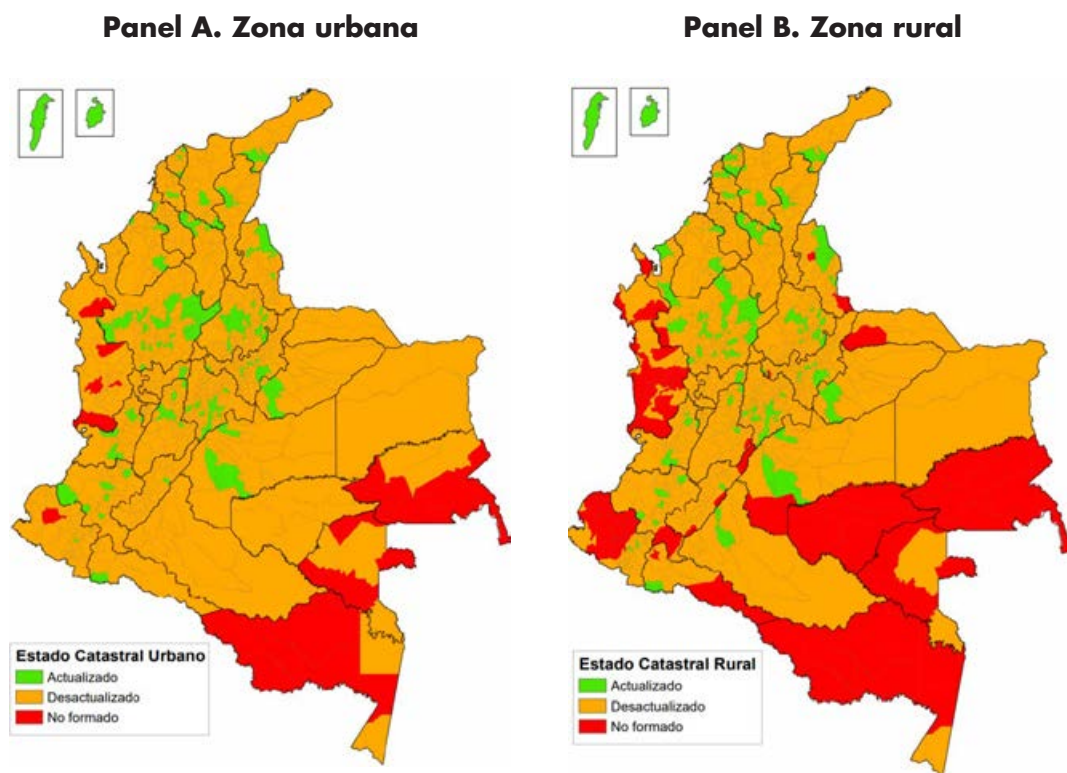 Panel A. Zona urbana
Panel B. Zona rural
Estado Catastral Urbano
Actualizado
Desactualizado
No formado
Estado Catastral Rural
Actualizado
Desactualizado
No formado